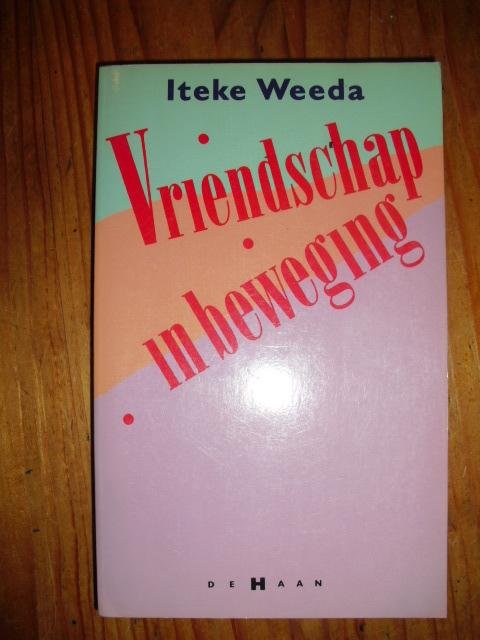 Iteke Weeda
Vriendschap
in beweging
DE HAAN